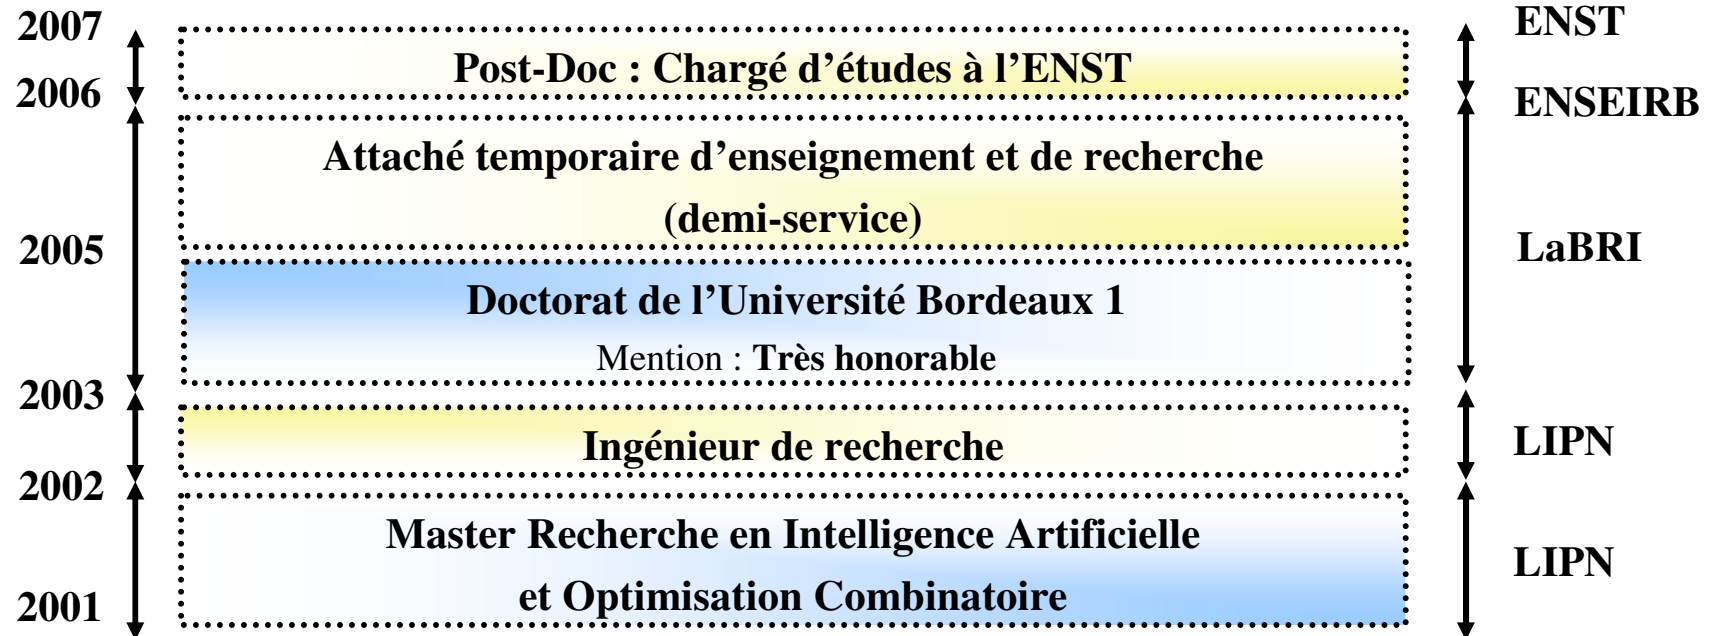 2007
ENST
Post-Doc : Chargé d’études à l’ENST
2006
ENSEIRB
Attaché temporaire d’enseignement et de recherche
(demi-service)
2005
LaBRI
Doctorat de l’Université Bordeaux 1
Mention : Très honorable
2003
Ingénieur de recherche
LIPN
2002
Master Recherche en Intelligence Artificielle
LIPN
et Optimisation Combinatoire
2001